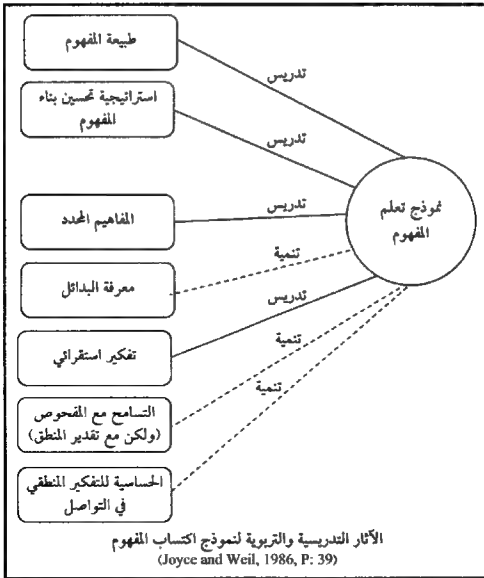 طبيعة المفهوم
تدريس
استراتيجية تحسين بناء
المفهوم
تدريس
المفاهيم المحدد
تدريس
نموذج تعلم
المفهوم
معرفة البدائل
تنمية
تفكير استقرائي
تدريس
التسامح مع المفحوص
(ولكن مع تقدير المنطق)
تنمية
الحساسية للتفكير المنطقي
في التواصل
تنمية
الآثار التدريسية والتربوية لنموذج اكتساب المفهوم
(Joyce and Weil, 1986, P: 39)